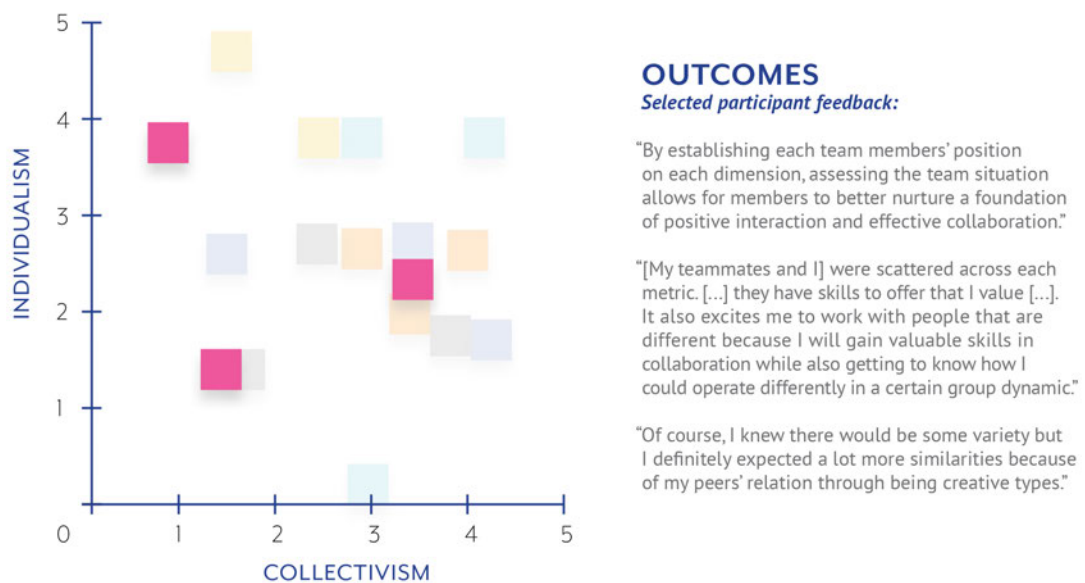 5
4
3
2
1
0
1
2
3
4
5
INDIVIDUALISM
COLLECTIVISM
OUTCOMES
Selected participant feedback:
“By establishing each team members’ position
on each dimension, assessing the team situation
allows for members to better nurture a foundation
of positive interaction and effective collaboration.”
“[My teammates and I] were scattered across each
metric. [...] they have skills to offer that I value [...].
It also excites me to work with people that are
different because I will gain valuable skills in
collaboration while also getting to know how I
could operate differently in a certain group dynamic.”
“Of course, I knew there would be some variety but
I definitely expected a lot more similarities because
of my peers’ relation through being creative types.”